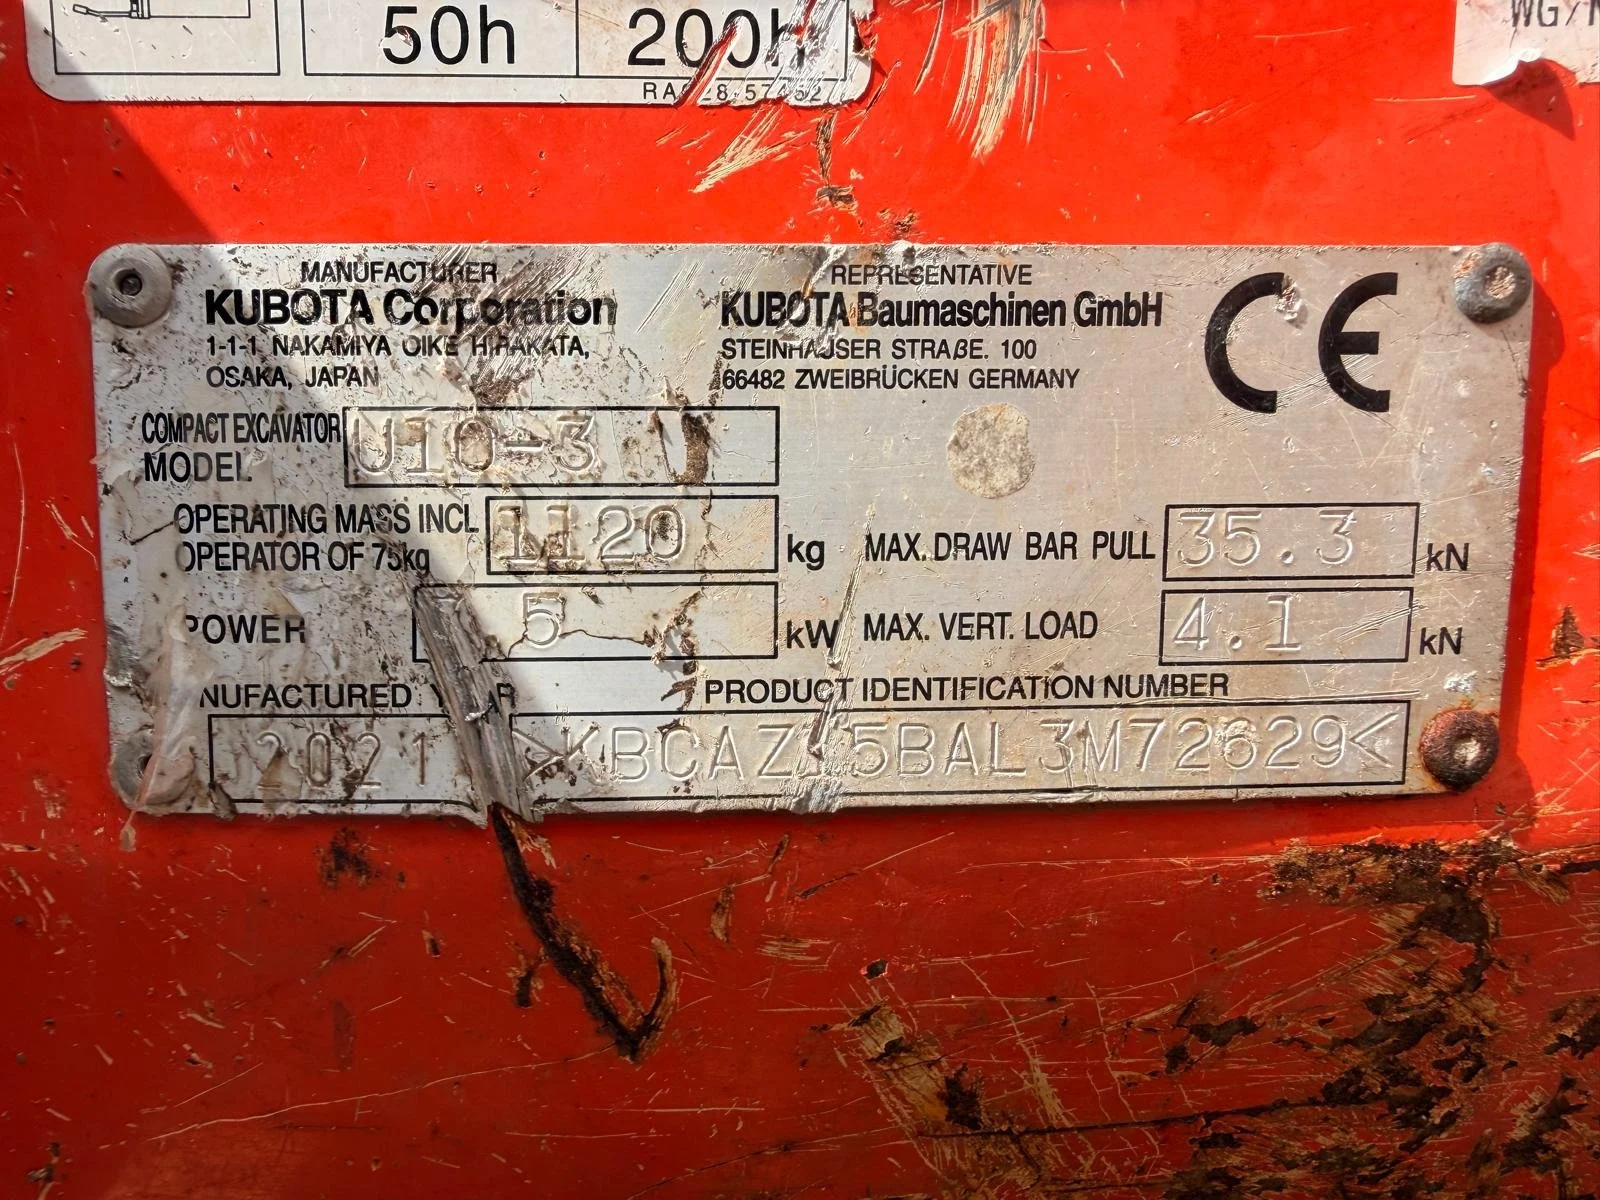 50h 200h
MANUFACTURER
KUBOTA Corporation
1-1-1 NAKAMIYA OIKE HIRAKATA,
OSAKA, JAPAN
REPRESENTATIVE
KUBOTA Baumaschinen GmbH
STEINHAUSER STRAßE. 100
66482 ZWEIBRÜCKEN GERMANY
CE
COMPACT EXCAVATOR
MODEL
U10-3
OPERATING MASS INCL
OPERATOR OF 75kg
1120 kg
MAX. DRAW BAR PULL 35.3 kN
POWER kW
MAX. VERT. LOAD 4.1 kN
NUFACTURED YEAR
2021
PRODUCT IDENTIFICATION NUMBER